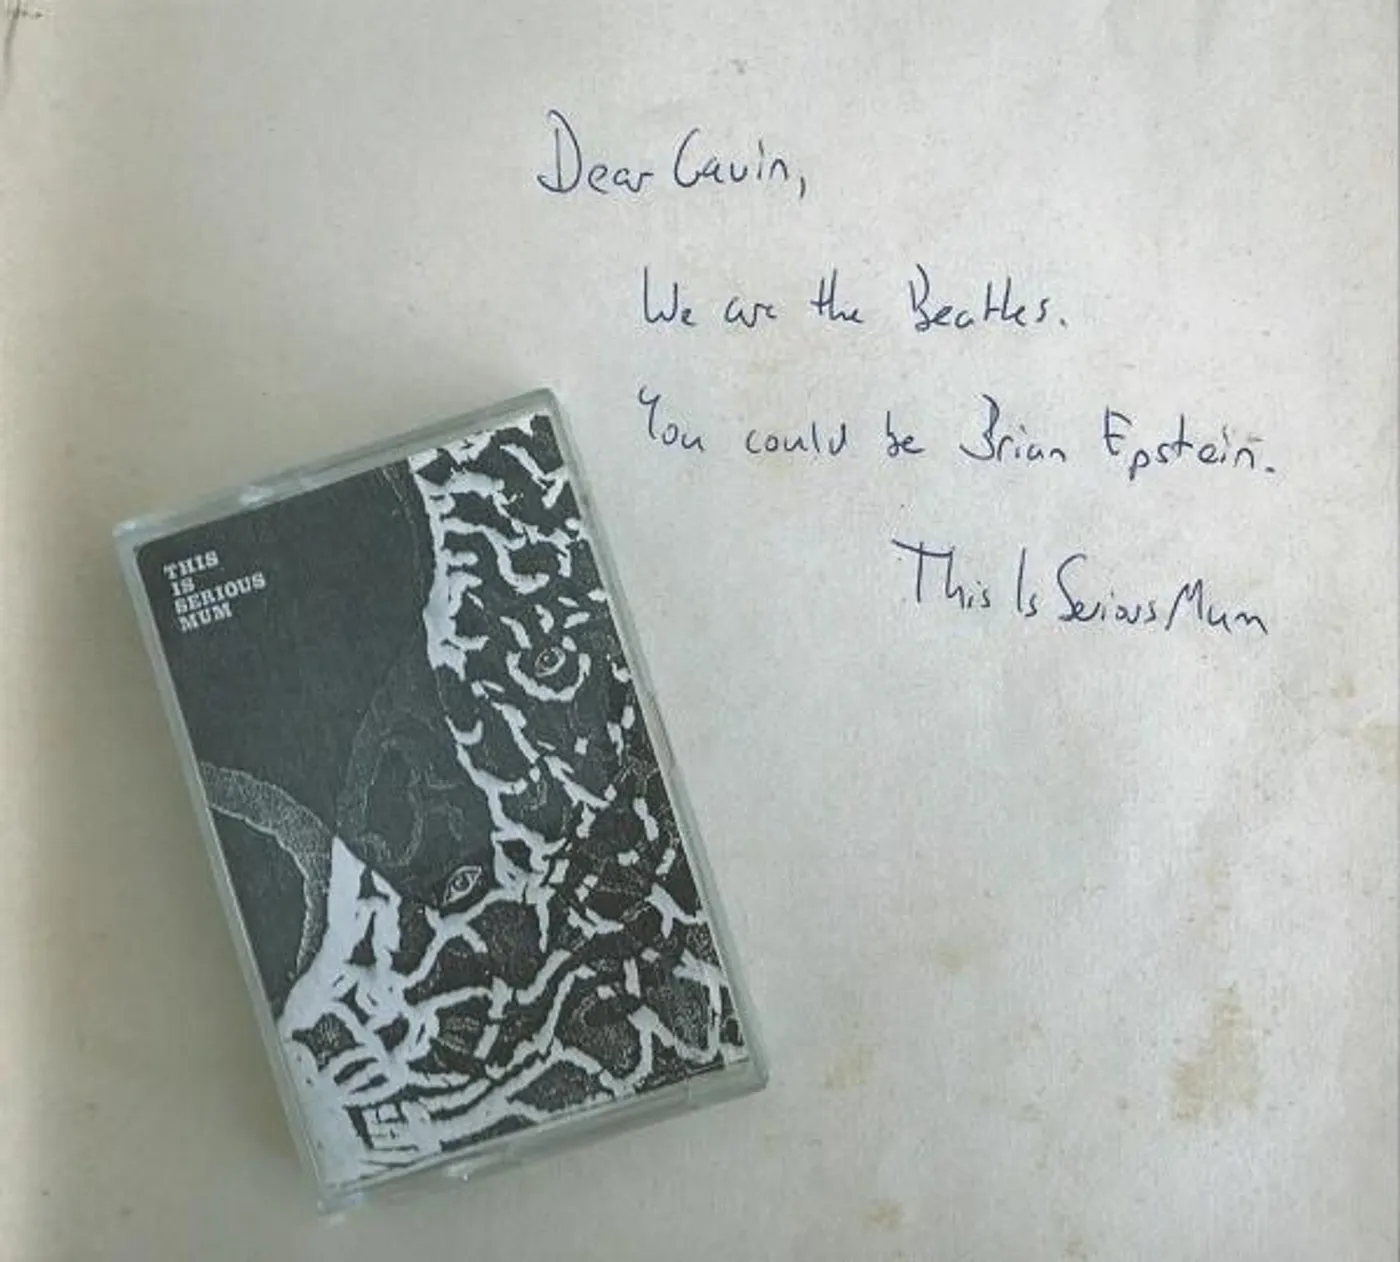 Dear Gavin,
We are the Beatles.
You could be Brian Epstein.
This Is Serious Mum
THIS
IS
SERIOUS
MUM